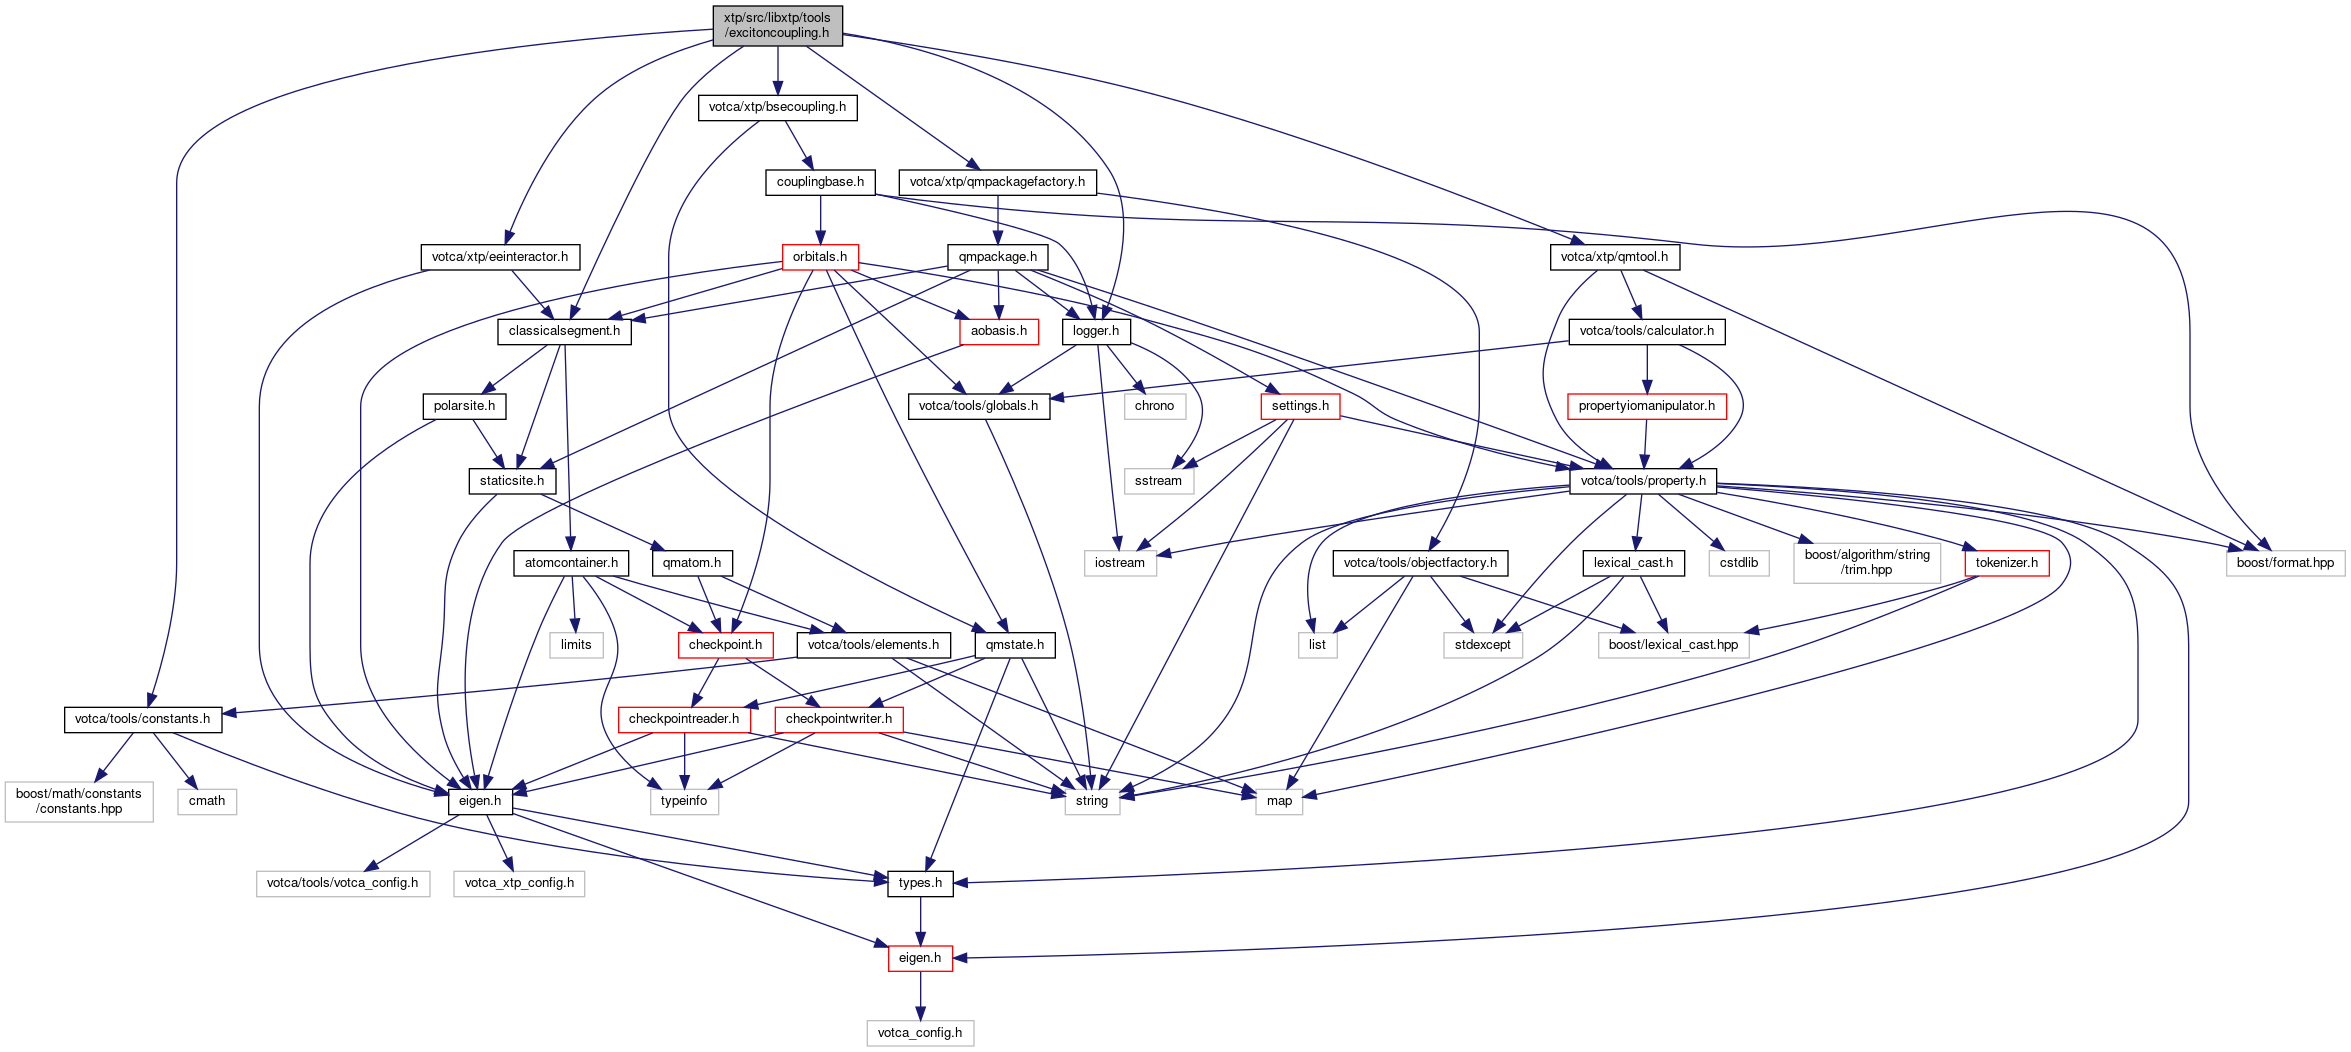 xtp/src/libxtp/tools
/excitoncoupling.h
votca/xtp/bsecoupling.h
couplingbase.h
votca/xtp/qmpackagefactory.h
votca/xtp/eeinteractor.h
orbitals.h
qmpackage.h
votca/xtp/qmtool.h
classicalsegment.h
aobasis.h
logger.h
votca/tools/calculator.h
polarsite.h
votca/tools/globals.h
chrono
settings.h
propertyiomanipulator.h
staticsite.h
sstream
votca/tools/property.h
atomcontainer.h
qmatom.h
iostream
votca/tools/objectfactory.h
lexical_cast.h
cstdlib
boost/algorithm/string
/trim.hpp
tokenizer.h
boost/format.hpp
limits
checkpoint.h
votca/tools/elements.h
qmstate.h
list
stdexcept
boost/lexical_cast.hpp
votca/tools/constants.h
checkpointreader.h
checkpointwriter.h
boost/math/constants
/constants.hpp
cmath
eigen.h
typeinfo
string
map
votca/tools/votca_config.h
votca_xtp_config.h
types.h
eigen.h
votca_config.h